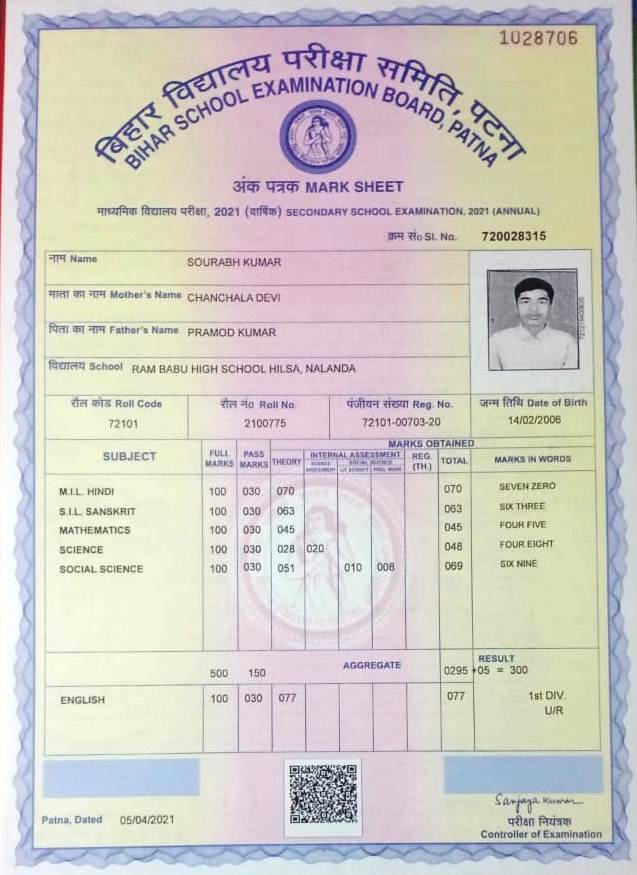 1028706
बिहार विद्यालय परीक्षा समिति, पटना
BIHAR SCHOOL EXAMINATION BOARD, PATNA
अंक पत्रक MARK SHEET
माध्यमिक विद्यालय परीक्षा, 2021 (वार्षिक) SECONDARY SCHOOL EXAMINATION, 2021 (ANNUAL)
क्रम सं० Sl. No. 720028315
नाम Name SOURABH KUMAR
माता का नाम Mother's Name CHANCHALA DEVI
पिता का नाम Father's Name PRAMOD KUMAR
विद्यालय School RAM BABU HIGH SCHOOL HILSA, NALANDA
रौल कोड Roll Code रौल नं० Roll No. पंजीयन संख्या Reg. No. जन्म तिथि Date of Birth
72101 2100775 72101-00703-20 14/02/2006
MARKS OBTAINED
SUBJECT FULL MARKS PASS MARKS THEORY INTERNAL ASSESSMENT REG. (TH.) TOTAL MARKS IN WORDS
SCIENCE SOCIAL SCIENCE
M.I.L. HINDI 100 030 070 070 SEVEN ZERO
S.I.L. SANSKRIT 100 030 063 063 SIX THREE
MATHEMATICS 100 030 045 045 FOUR FIVE
SCIENCE 100 030 028 020 048 FOUR EIGHT
SOCIAL SCIENCE 100 030 051 010 008 069 SIX NINE
RESULT
500 150 AGGREGATE 0295 +05 = 300
ENGLISH 100 030 077 077 1st DIV.
U/R
Sanjaya Kumar
Patna, Dated 05/04/2021
परीक्षा नियंत्रक
Controller of Examination